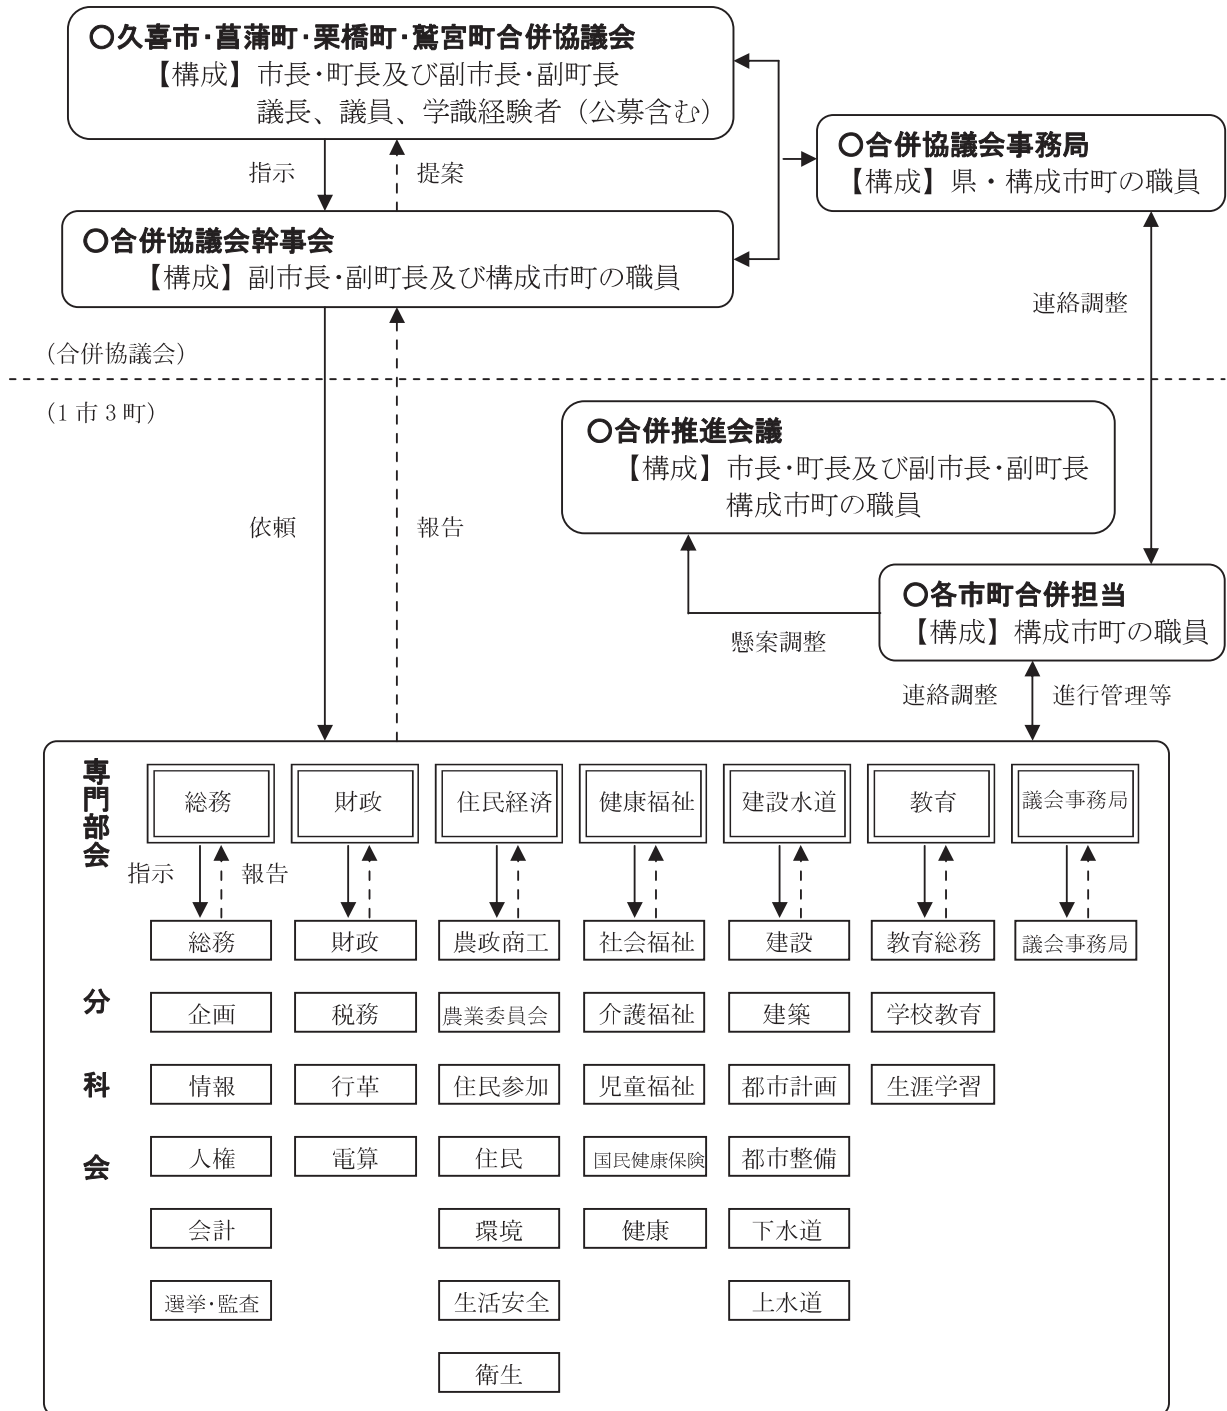 ○久喜市・菖蒲町・栗橋町・鷲宮町合併協議会
【構成】市長・町長及び副市長・副町長
議長、議員、学識経験者（公募含む）
指示
提案
○合併協議会事務局
【構成】県・構成市町の職員
○合併協議会幹事会
【構成】副市長・副町長及び構成市町の職員
連絡調整
(合併協議会)
(1市3町)
○合併推進会議
【構成】市長・町長及び副市長・副町長
構成市町の職員
依頼
報告
○各市町合併担当
【構成】構成市町の職員
懸案調整
連絡調整
進行管理等
専門部会
総務
財政
住民経済
健康福祉
建設水道
教育
議会事務局
指示
報告
分科会
総務
財政
農政商工
社会福祉
建設
教育総務
議会事務局
企画
税務
農業委員会
介護福祉
建築
学校教育
情報
行革
住民参加
児童福祉
都市計画
生涯学習
人権
電算
住民
国民健康保険
都市整備
会計
環境
健康
下水道
選挙・監査
生活安全
上水道
衛生